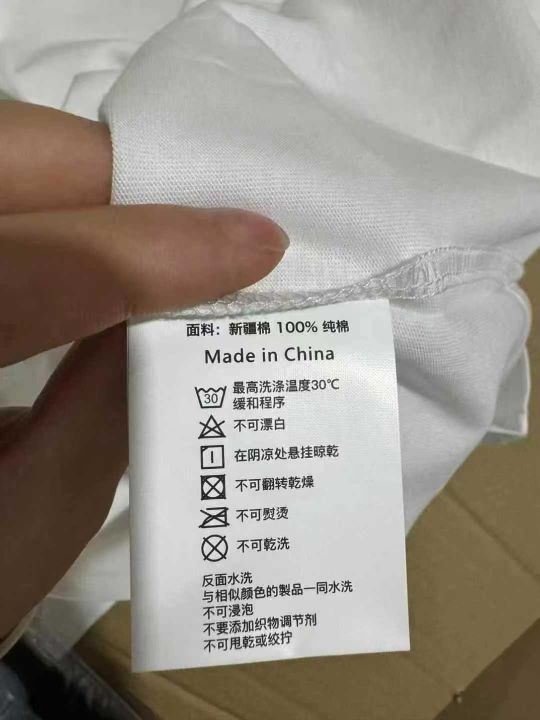 面料：新疆棉 100% 纯棉
Made in China
30
最高洗涤温度30℃
缓和程序
不可漂白
在阴凉处悬挂晾乾
不可翻转乾燥
不可熨烫
不可乾洗
反面水洗
与相似颜色的製品一同水洗
不可浸泡
不要添加织物调节剂
不可甩乾或绞拧